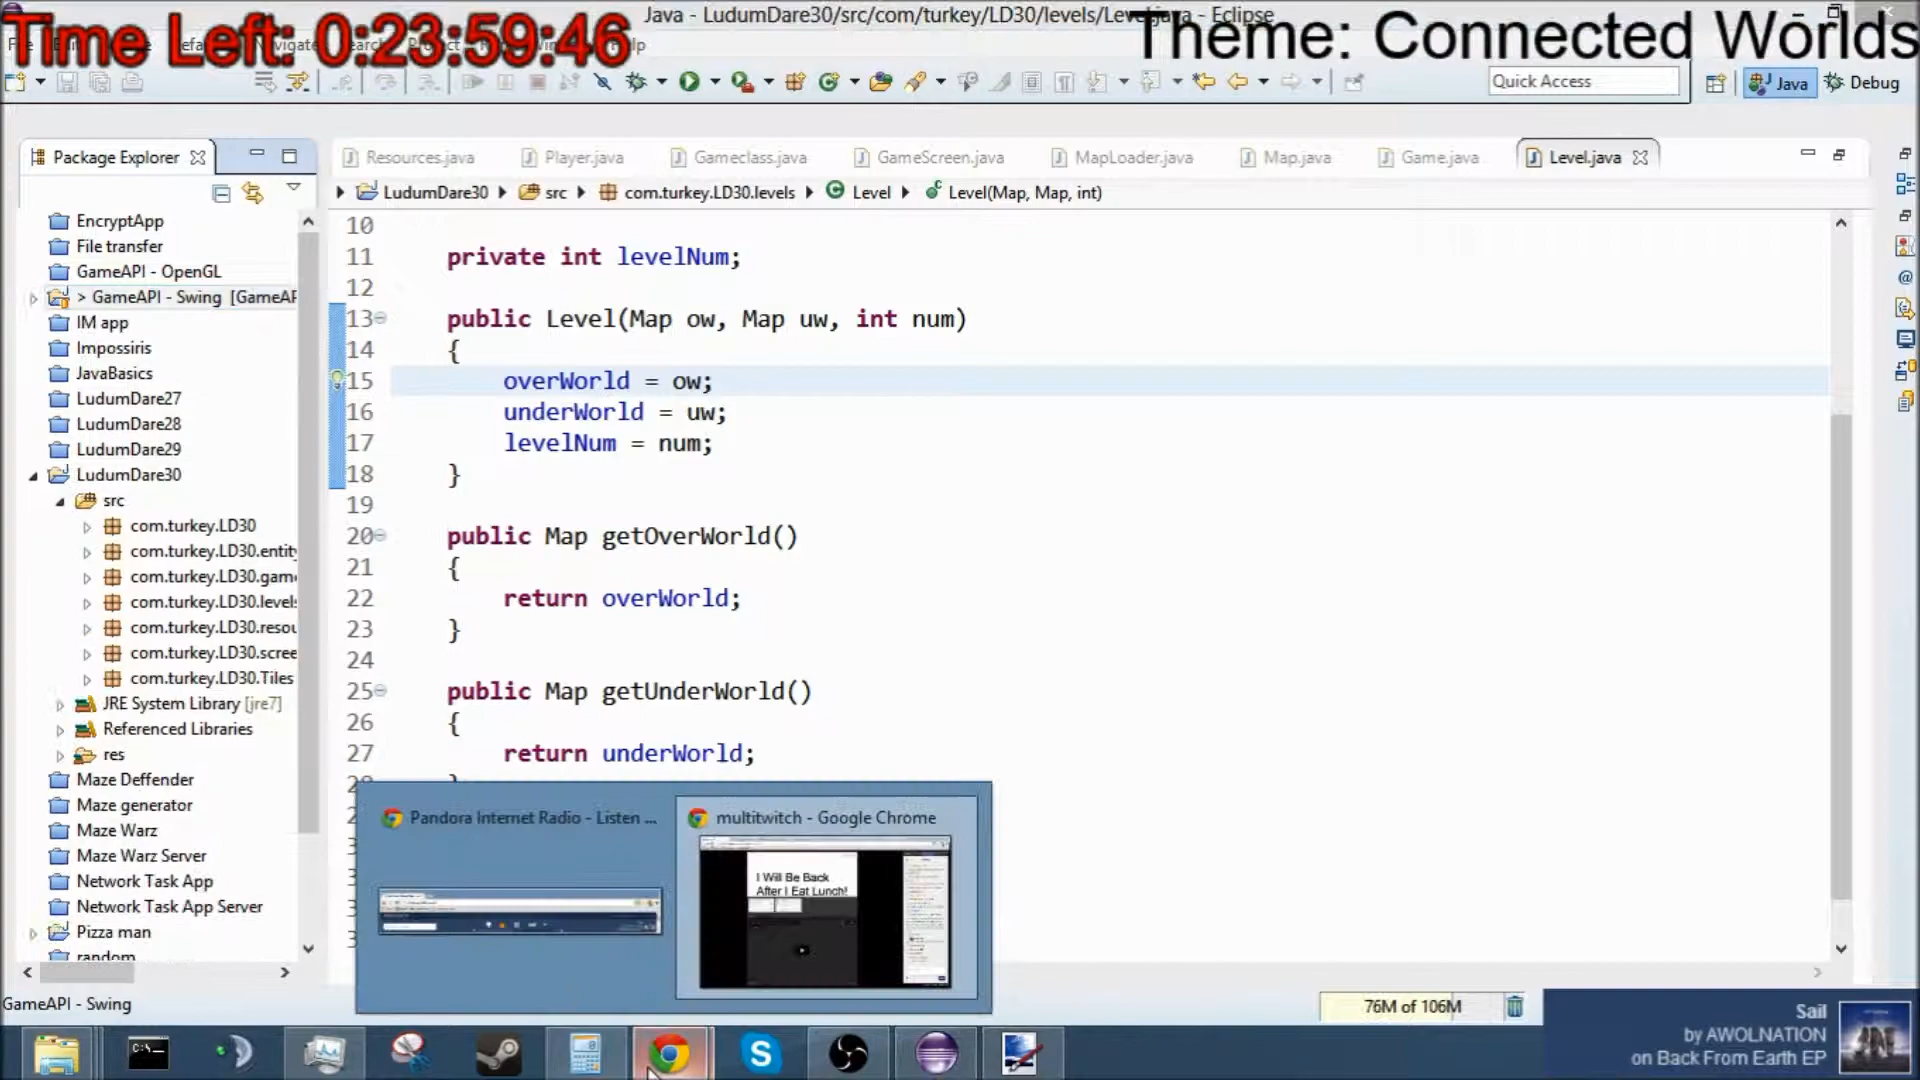 Java - LudumDare30/src/com/turkey/LD30/levels/Level.java - Eclipse
Time Left: 0:23:59:46
Theme: Connected Worlds
Quick Access
Java
Debug
Package Explorer
Resources.java
Player.java
Gameclass.java
GameScreen.java
MapLoader.java
Map.java
Game.java
Level.java
LudumDare30
src
com.turkey.LD30.levels
Level
Level(Map, Map, int)
EncryptApp
File transfer
GameAPI - OpenGL
> GameAPI - Swing [GameAP
IM app
Impossiris
JavaBasics
LudumDare27
LudumDare28
LudumDare29
LudumDare30
src
com.turkey.LD30
com.turkey.LD30.entity
com.turkey.LD30.game
com.turkey.LD30.levels
com.turkey.LD30.resou
com.turkey.LD30.scree
com.turkey.LD30.Tiles
JRE System Library [jre7]
Referenced Libraries
res
Maze Deffender
Maze generator
Maze Warz
Maze Warz Server
Network Task App
Network Task App Server
Pizza man
random
10
11 private int levelNum;
12
13 public Level(Map ow, Map uw, int num)
14 {
15 overWorld = ow;
16 underWorld = uw;
17 levelNum = num;
18 }
19
20 public Map getOverWorld()
21 {
22 return overWorld;
23 }
24
25 public Map getUnderWorld()
26 {
27 return underWorld;
28 }
Pandora Internet Radio - Listen ...
multitwitch - Google Chrome
I Will Be Back
After I Eat Lunch!
GameAPI - Swing
76M of 106M
Sail
by AWOLNATION
on Back From Earth EP